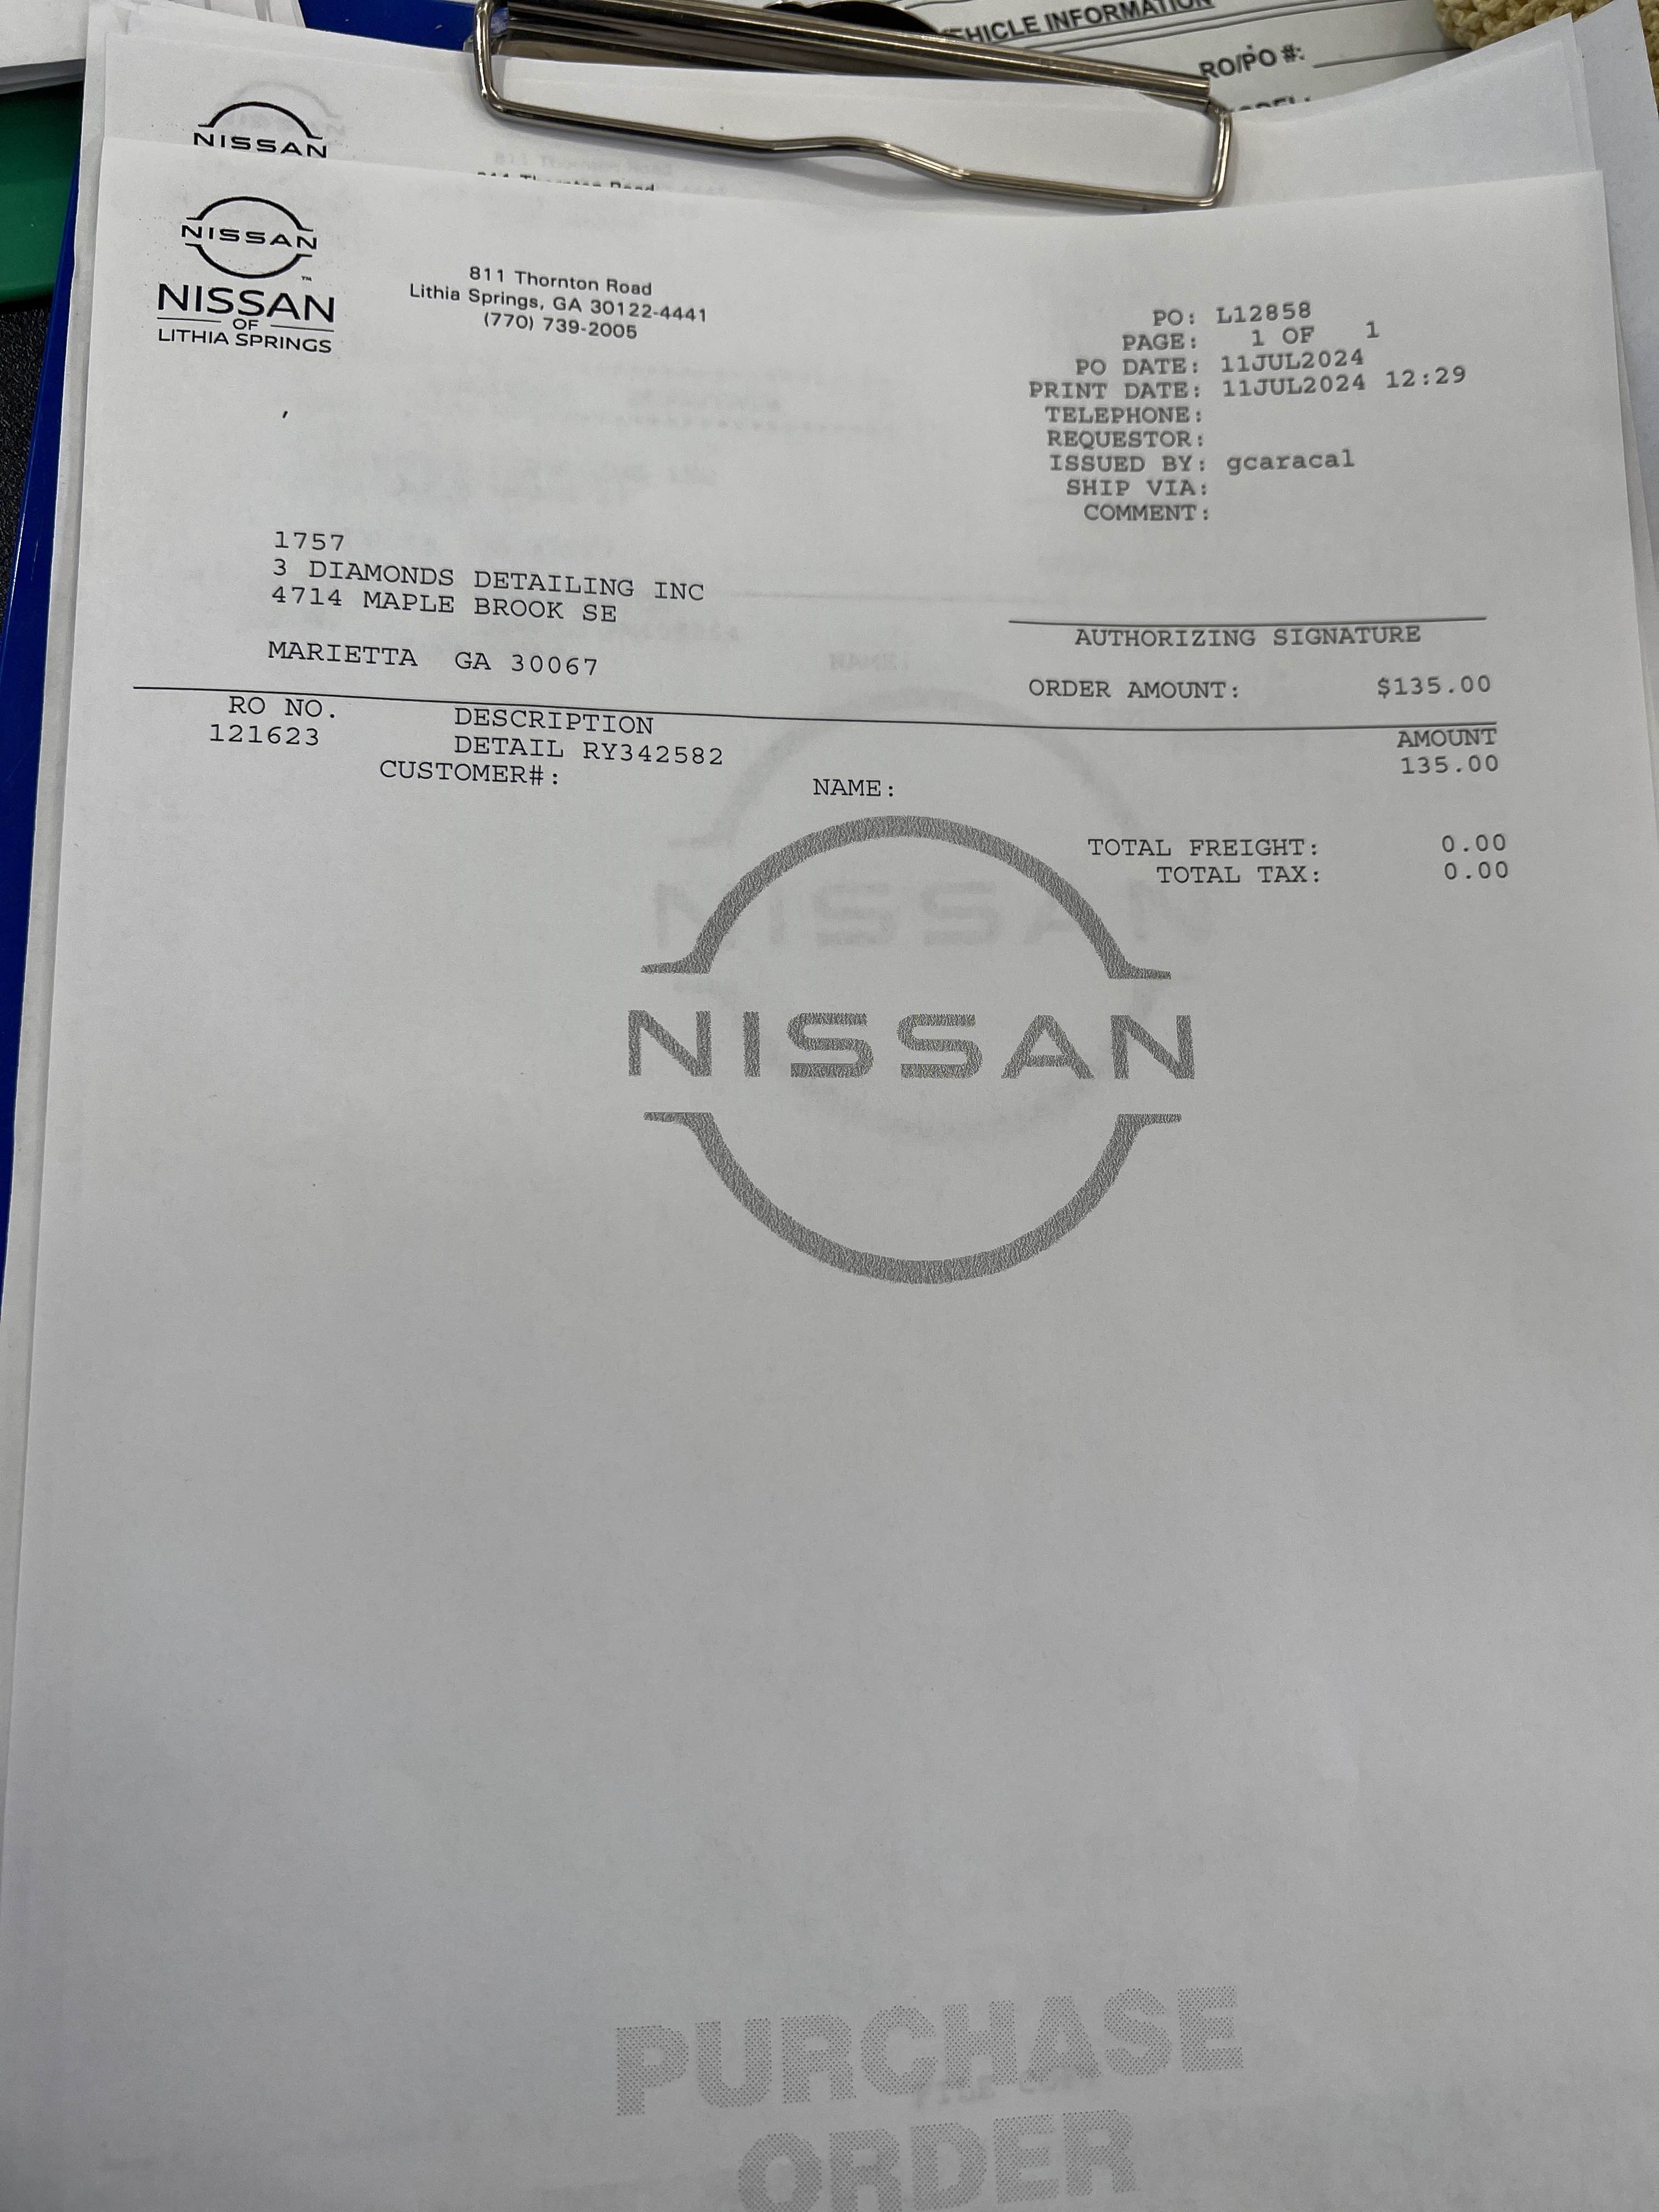 VEHICLE INFORMATION
RO/PO #:
NISSAN
NISSAN
NISSAN
OF
LITHIA SPRINGS
811 Thornton Road
Lithia Springs, GA 30122-4441
(770) 739-2005
PO: L12858
PAGE: 1 OF 1
PO DATE: 11JUL2024
PRINT DATE: 11JUL2024 12:29
TELEPHONE:
REQUESTOR:
ISSUED BY: gcaracal
SHIP VIA:
COMMENT:
1757
3 DIAMONDS DETAILING INC
4714 MAPLE BROOK SE
MARIETTA GA 30067
AUTHORIZING SIGNATURE
ORDER AMOUNT: $135.00
RO NO. DESCRIPTION AMOUNT
121623 DETAIL RY342582 135.00
CUSTOMER#: NAME:
TOTAL FREIGHT: 0.00
TOTAL TAX: 0.00
NISSAN
PURCHASE
ORDER